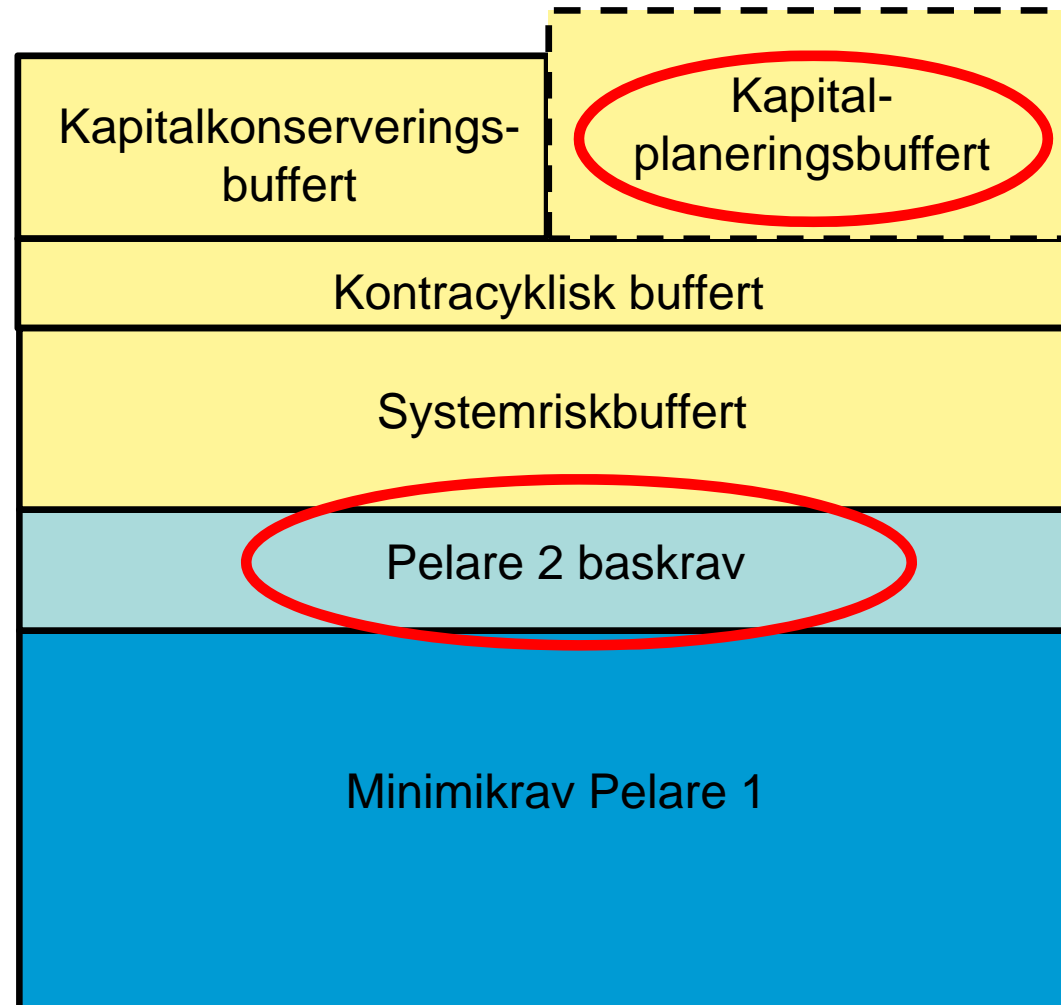 Kapitalkonserverings-
buffert
Kapital-
planeringsbuffert
Kontracyklisk buffert
Systemriskbuffert
Pelare 2 baskrav
Minimikrav Pelare 1